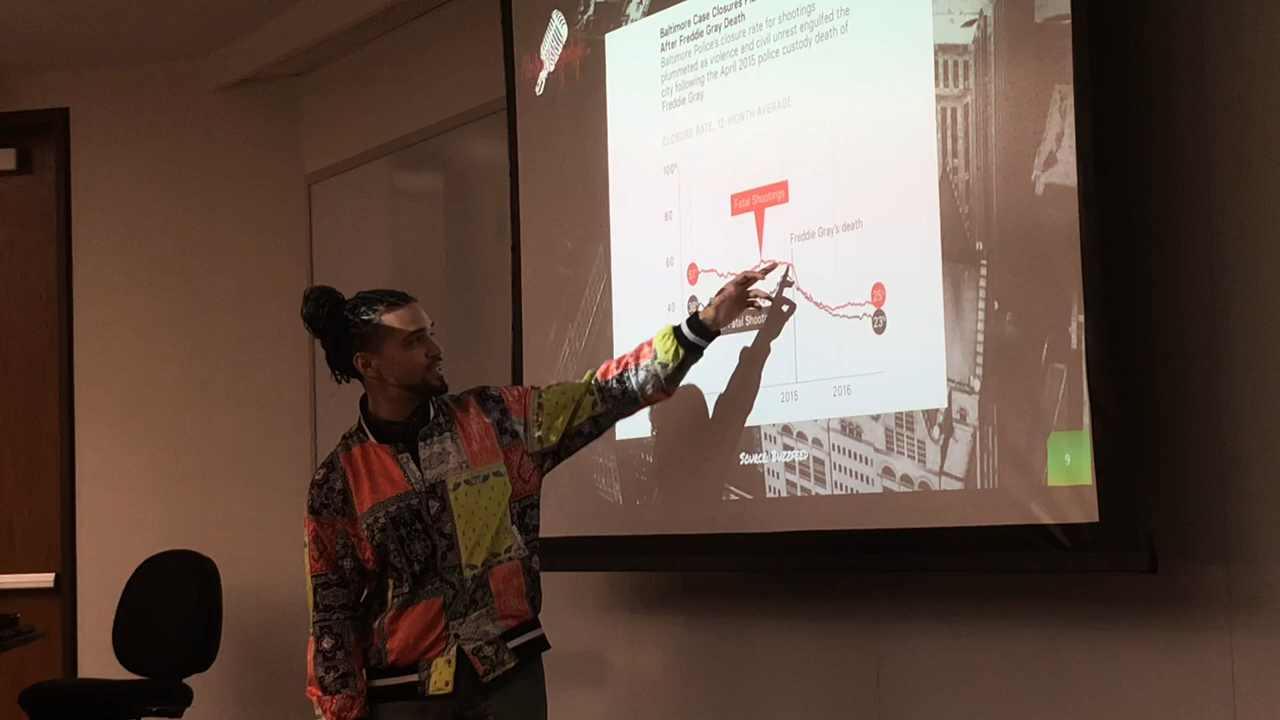 Baltimore Case Closures
After Freddie Gray Death
Baltimore Police's closure rate for shootings
plummeted as violence and civil unrest engulfed the
city following the April 2015 police custody death of
Freddie Gray.
CLOSURE RATE, 12-MONTH AVERAGE
100%
80
Fatal Shootings
Freddie Gray's death
60
40
25
23%
Fatal
2015
2016
Source: Buzzfeed
9